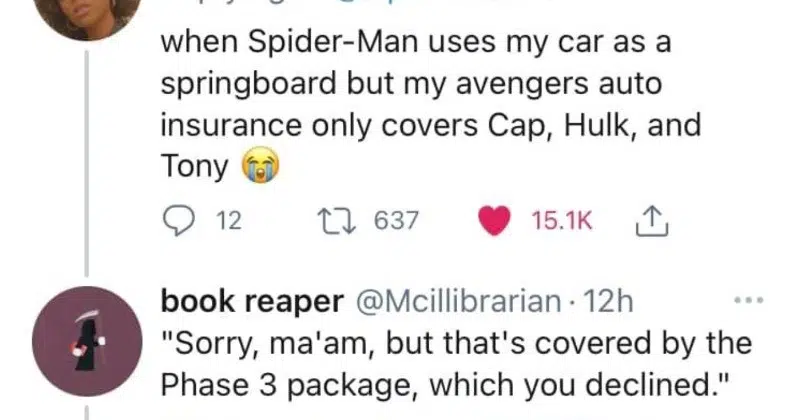 when Spider-Man uses my car as a
springboard but my avengers auto
insurance only covers Cap, Hulk, and
Tony 😭
12 637 15.1K
book reaper @Mcillibrarian · 12h
"Sorry, ma'am, but that's covered by the
Phase 3 package, which you declined."